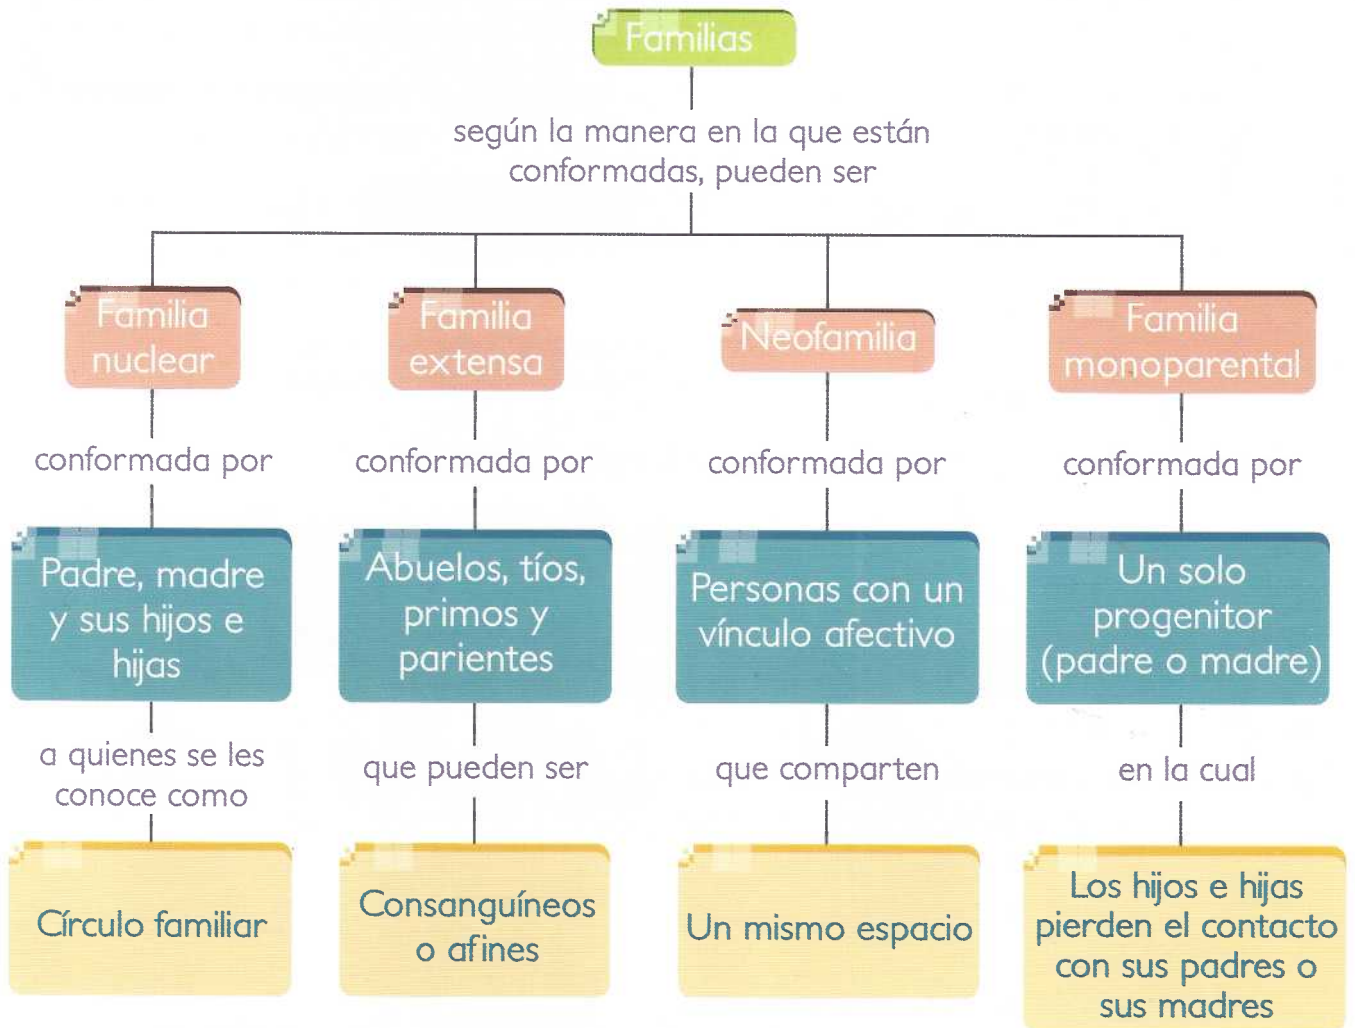 Familias
según la manera en la que están
conformadas, pueden ser
Familia
nuclear
Familia
extensa
Neofamilia
Familia
monoparental
conformada por
conformada por
conformada por
conformada por
Padre, madre
y sus hijos e
hijas
Abuelos, tíos,
primos y
parientes
Personas con un
vínculo afectivo
Un solo
progenitor
(padre o madre)
a quienes se les
conoce como
que pueden ser
que comparten
en la cual
Círculo familiar
Consanguíneos
o afines
Un mismo espacio
Los hijos e hijas
pierden el contacto
con sus padres o
sus madres